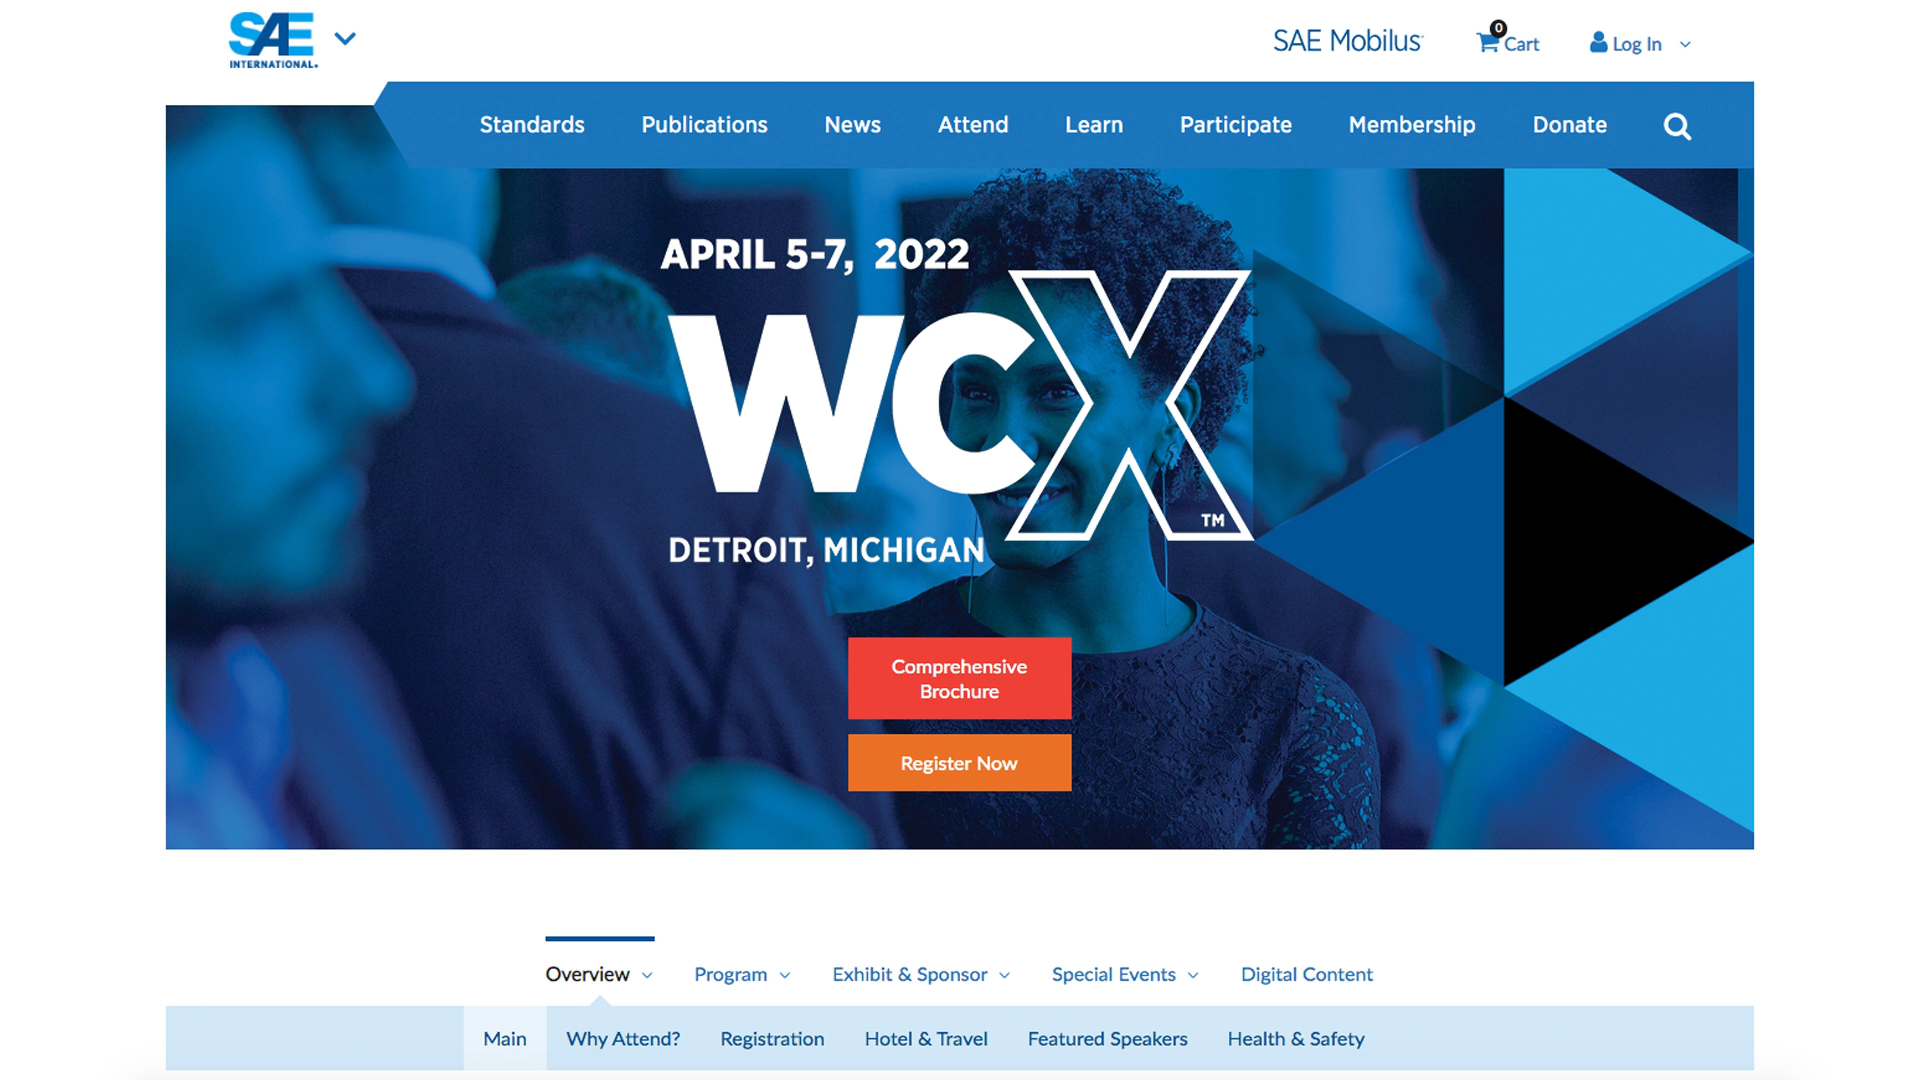 SAE
INTERNATIONAL®
SAE Mobilus
0
Cart
Log In
Standards Publications News Attend Learn Participate Membership Donate
APRIL 5-7, 2022
WCX™
DETROIT, MICHIGAN
Comprehensive
Brochure
Register Now
Overview Program Exhibit & Sponsor Special Events Digital Content
Main Why Attend? Registration Hotel & Travel Featured Speakers Health & Safety